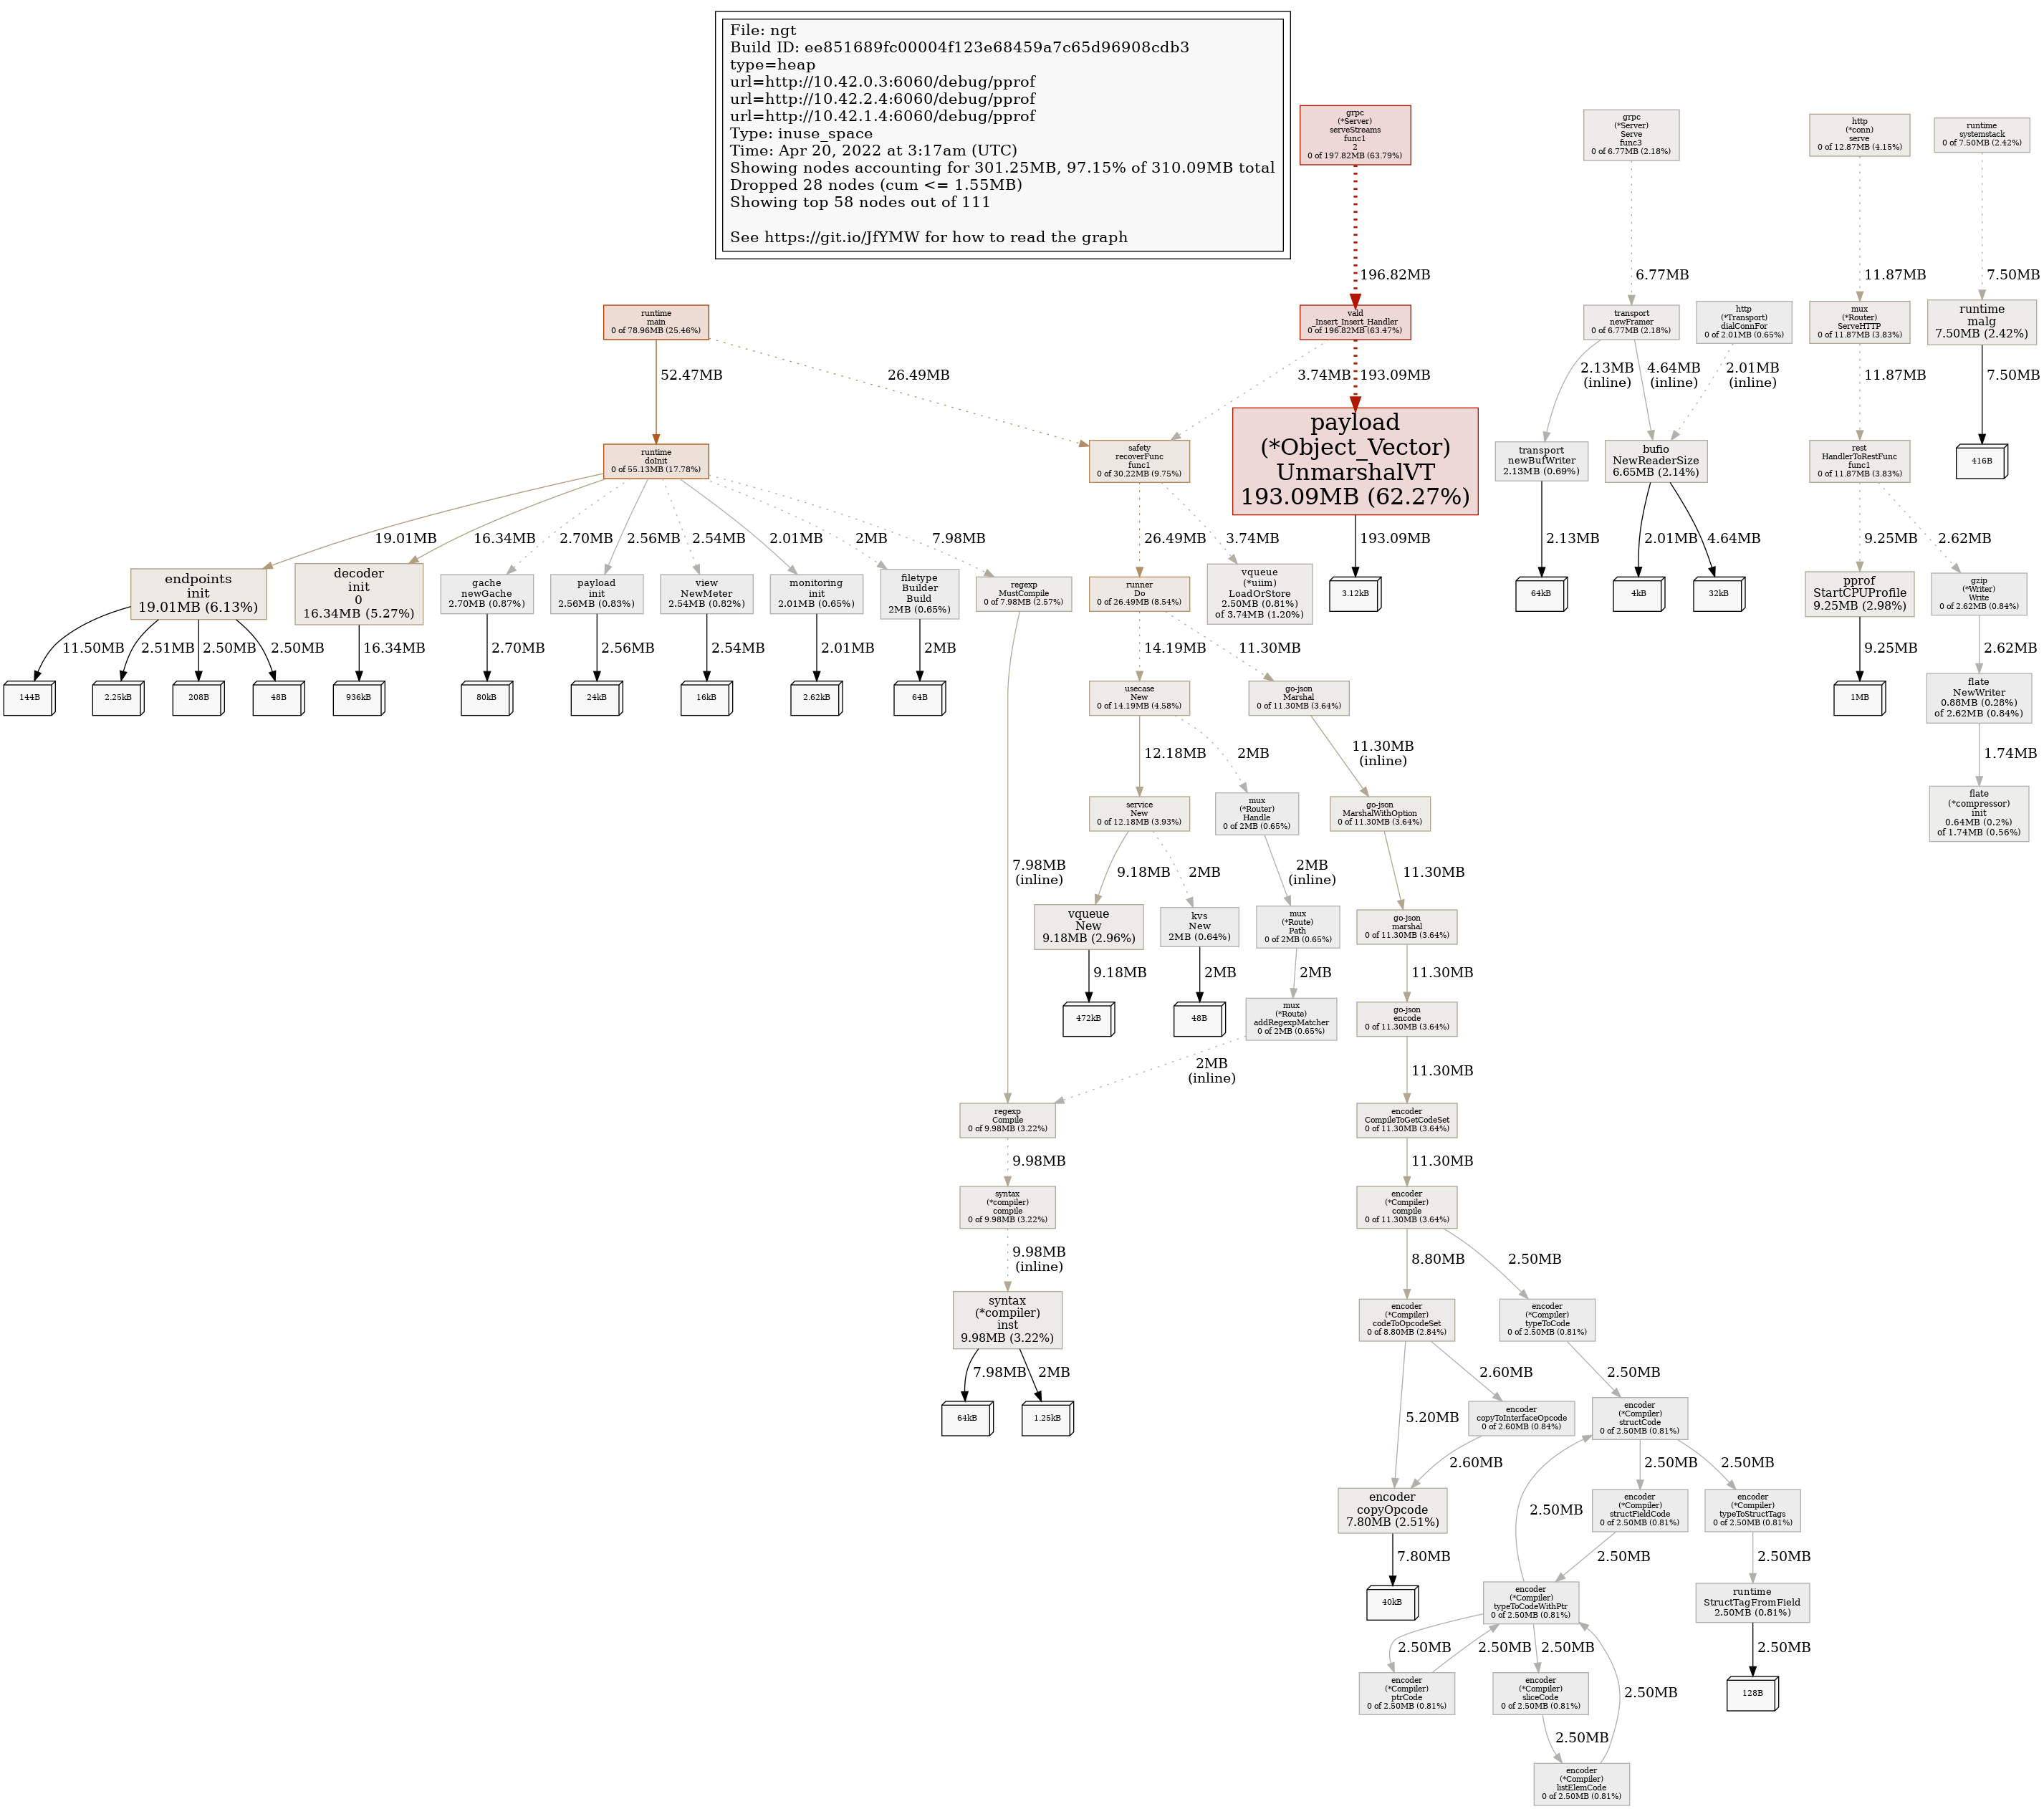 File: ngt
Build ID: ee851689fc00004f123e68459a7c65d96908cdb3
type=heap
url=http://10.42.0.3:6060/debug/pprof
url=http://10.42.2.4:6060/debug/pprof
url=http://10.42.1.4:6060/debug/pprof
Type: inuse_space
Time: Apr 20, 2022 at 3:17am (UTC)
Showing nodes accounting for 301.25MB, 97.15% of 310.09MB total
Dropped 28 nodes (cum <= 1.55MB)
Showing top 58 nodes out of 111
See https://git.io/JfYMW for how to read the graph
grpc
(*Server)
serveStreams
func1
2
0 of 197.82MB (63.79%)
grpc
(*Server)
Serve
func3
0 of 6.77MB (2.18%)
http
(*conn)
serve
0 of 12.87MB (4.15%)
runtime
systemstack
0 of 7.50MB (2.42%)
196.82MB
6.77MB
11.87MB
7.50MB
runtime
main
0 of 78.96MB (25.46%)
vald
_Insert_Insert_Handler
0 of 196.82MB (63.47%)
transport
newFramer
0 of 6.77MB (2.18%)
http
(*Transport)
dialConnFor
0 of 2.01MB (0.65%)
mux
(*Router)
ServeHTTP
0 of 11.87MB (3.83%)
runtime
malg
7.50MB (2.42%)
52.47MB
26.49MB
3.74MB
193.09MB
2.13MB
(inline)
4.64MB
(inline)
2.01MB
(inline)
11.87MB
7.50MB
runtime
doInit
0 of 55.13MB (17.78%)
safety
recoverFunc
func1
0 of 30.22MB (9.75%)
payload
(*Object_Vector)
UnmarshalVT
193.09MB (62.27%)
transport
newBufWriter
2.13MB (0.69%)
bufio
NewReaderSize
6.65MB (2.14%)
rest
HandlerToRestFunc
func1
0 of 11.87MB (3.83%)
416B
19.01MB
16.34MB
2.70MB
2.56MB
2.54MB
2.01MB
2MB
7.98MB
26.49MB
3.74MB
193.09MB
2.13MB
2.01MB
4.64MB
9.25MB
2.62MB
endpoints
init
19.01MB (6.13%)
decoder
init
0
16.34MB (5.27%)
gache
newGache
2.70MB (0.87%)
payload
init
2.56MB (0.83%)
view
NewMeter
2.54MB (0.82%)
monitoring
init
2.01MB (0.65%)
filetype
Builder
Build
2MB (0.65%)
regexp
MustCompile
0 of 7.98MB (2.57%)
runner
Do
0 of 26.49MB (8.54%)
vqueue
(*uiim)
LoadOrStore
2.50MB (0.81%)
of 3.74MB (1.20%)
3.12kB
64kB
4kB
32kB
pprof
StartCPUProfile
9.25MB (2.98%)
gzip
(*Writer)
Write
0 of 2.62MB (0.84%)
11.50MB
2.51MB
2.50MB
2.50MB
16.34MB
2.70MB
2.56MB
2.54MB
2.01MB
2MB
14.19MB
11.30MB
9.25MB
2.62MB
144B
2.25kB
208B
48B
936kB
80kB
24kB
16kB
2.62kB
64B
usecase
New
0 of 14.19MB (4.58%)
go-json
Marshal
0 of 11.30MB (3.64%)
1MB
flate
NewWriter
0.88MB (0.28%)
of 2.62MB (0.84%)
12.18MB
2MB
11.30MB
(inline)
1.74MB
service
New
0 of 12.18MB (3.93%)
mux
(*Router)
Handle
0 of 2MB (0.65%)
go-json
MarshalWithOption
0 of 11.30MB (3.64%)
flate
(*compressor)
init
0.64MB (0.2%)
of 1.74MB (0.56%)
7.98MB
(inline)
9.18MB
2MB
2MB
(inline)
11.30MB
vqueue
New
9.18MB (2.96%)
kvs
New
2MB (0.64%)
mux
(*Route)
Path
0 of 2MB (0.65%)
go-json
marshal
0 of 11.30MB (3.64%)
9.18MB
2MB
2MB
11.30MB
472kB
48B
mux
(*Route)
addRegexpMatcher
0 of 2MB (0.65%)
go-json
encode
0 of 11.30MB (3.64%)
2MB
(inline)
11.30MB
regexp
Compile
0 of 9.98MB (3.22%)
encoder
CompileToGetCodeSet
0 of 11.30MB (3.64%)
9.98MB
11.30MB
syntax
(*compiler)
compile
0 of 9.98MB (3.22%)
encoder
(*Compiler)
compile
0 of 11.30MB (3.64%)
9.98MB
(inline)
8.80MB
2.50MB
syntax
(*compiler)
inst
9.98MB (3.22%)
encoder
(*Compiler)
codeToOpcodeSet
0 of 8.80MB (2.84%)
encoder
(*Compiler)
typeToCode
0 of 2.50MB (0.81%)
7.98MB
2MB
5.20MB
2.60MB
2.50MB
64kB
1.25kB
encoder
copyToInterfaceOpcode
0 of 2.60MB (0.84%)
encoder
(*Compiler)
structCode
0 of 2.50MB (0.81%)
2.60MB
2.50MB
2.50MB
2.50MB
encoder
copyOpcode
7.80MB (2.51%)
encoder
(*Compiler)
structFieldCode
0 of 2.50MB (0.81%)
encoder
(*Compiler)
typeToStructTags
0 of 2.50MB (0.81%)
7.80MB
2.50MB
2.50MB
40kB
encoder
(*Compiler)
typeToCodeWithPtr
0 of 2.50MB (0.81%)
runtime
StructTagFromField
2.50MB (0.81%)
2.50MB
2.50MB
2.50MB
2.50MB
2.50MB
encoder
(*Compiler)
ptrCode
0 of 2.50MB (0.81%)
encoder
(*Compiler)
sliceCode
0 of 2.50MB (0.81%)
128B
2.50MB
encoder
(*Compiler)
listElemCode
0 of 2.50MB (0.81%)